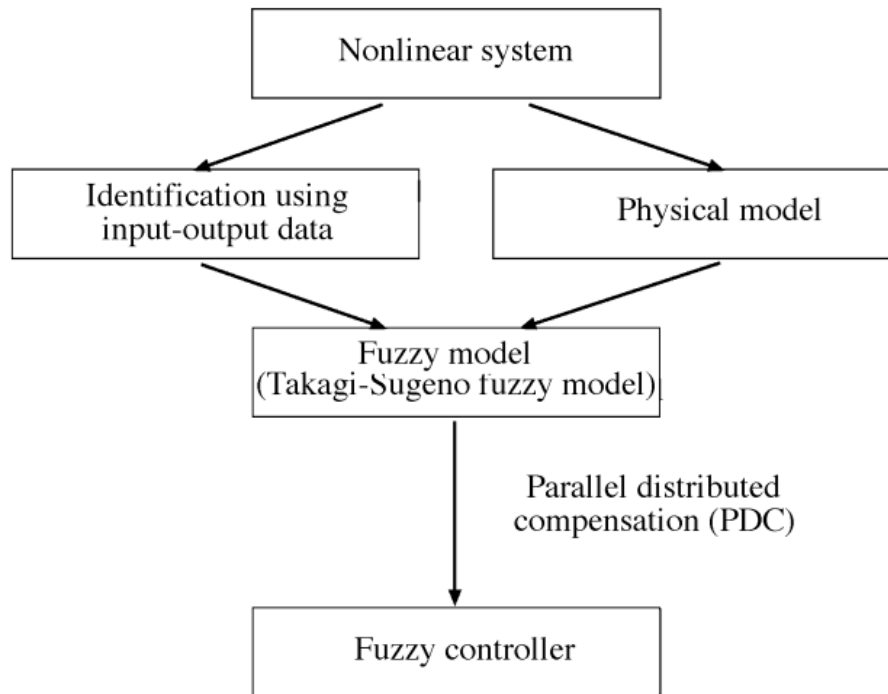 Nonlinear system
Identification using
input-output data
Physical model
Fuzzy model
(Takagi-Sugeno fuzzy model)
Parallel distributed
compensation (PDC)
Fuzzy controller